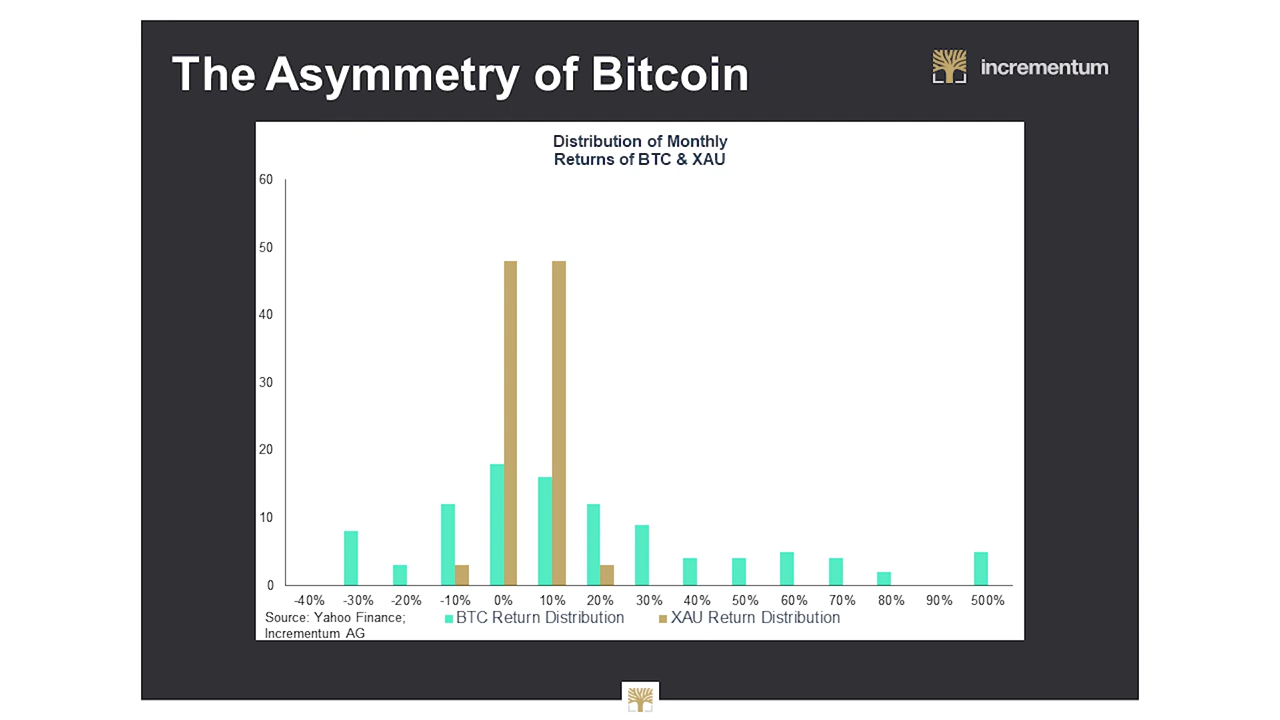 The Asymmetry of Bitcoin
incrementum
Distribution of Monthly
Returns of BTC & XAU
60
50
40
30
20
10
0
-40% -30% -20% -10% 0% 10% 20% 30% 40% 50% 60% 70% 80% 90% 500%
Source: Yahoo Finance;
Incrementum AG
BTC Return Distribution XAU Return Distribution